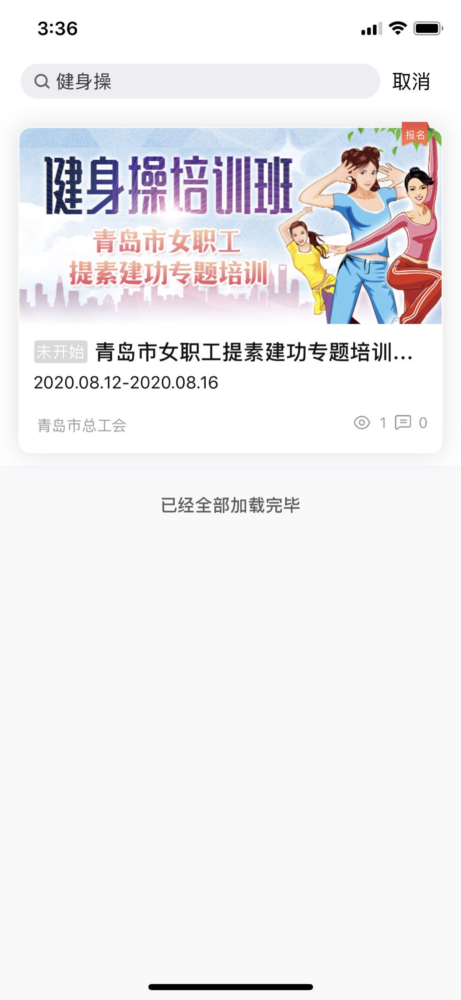 3:36
健身操
取消
报名
健身操培训班
青岛市女职工
提素建功专题培训
未开始 青岛市女职工提素建功专题培训...
2020.08.12-2020.08.16
青岛市总工会
1 0
已经全部加载完毕